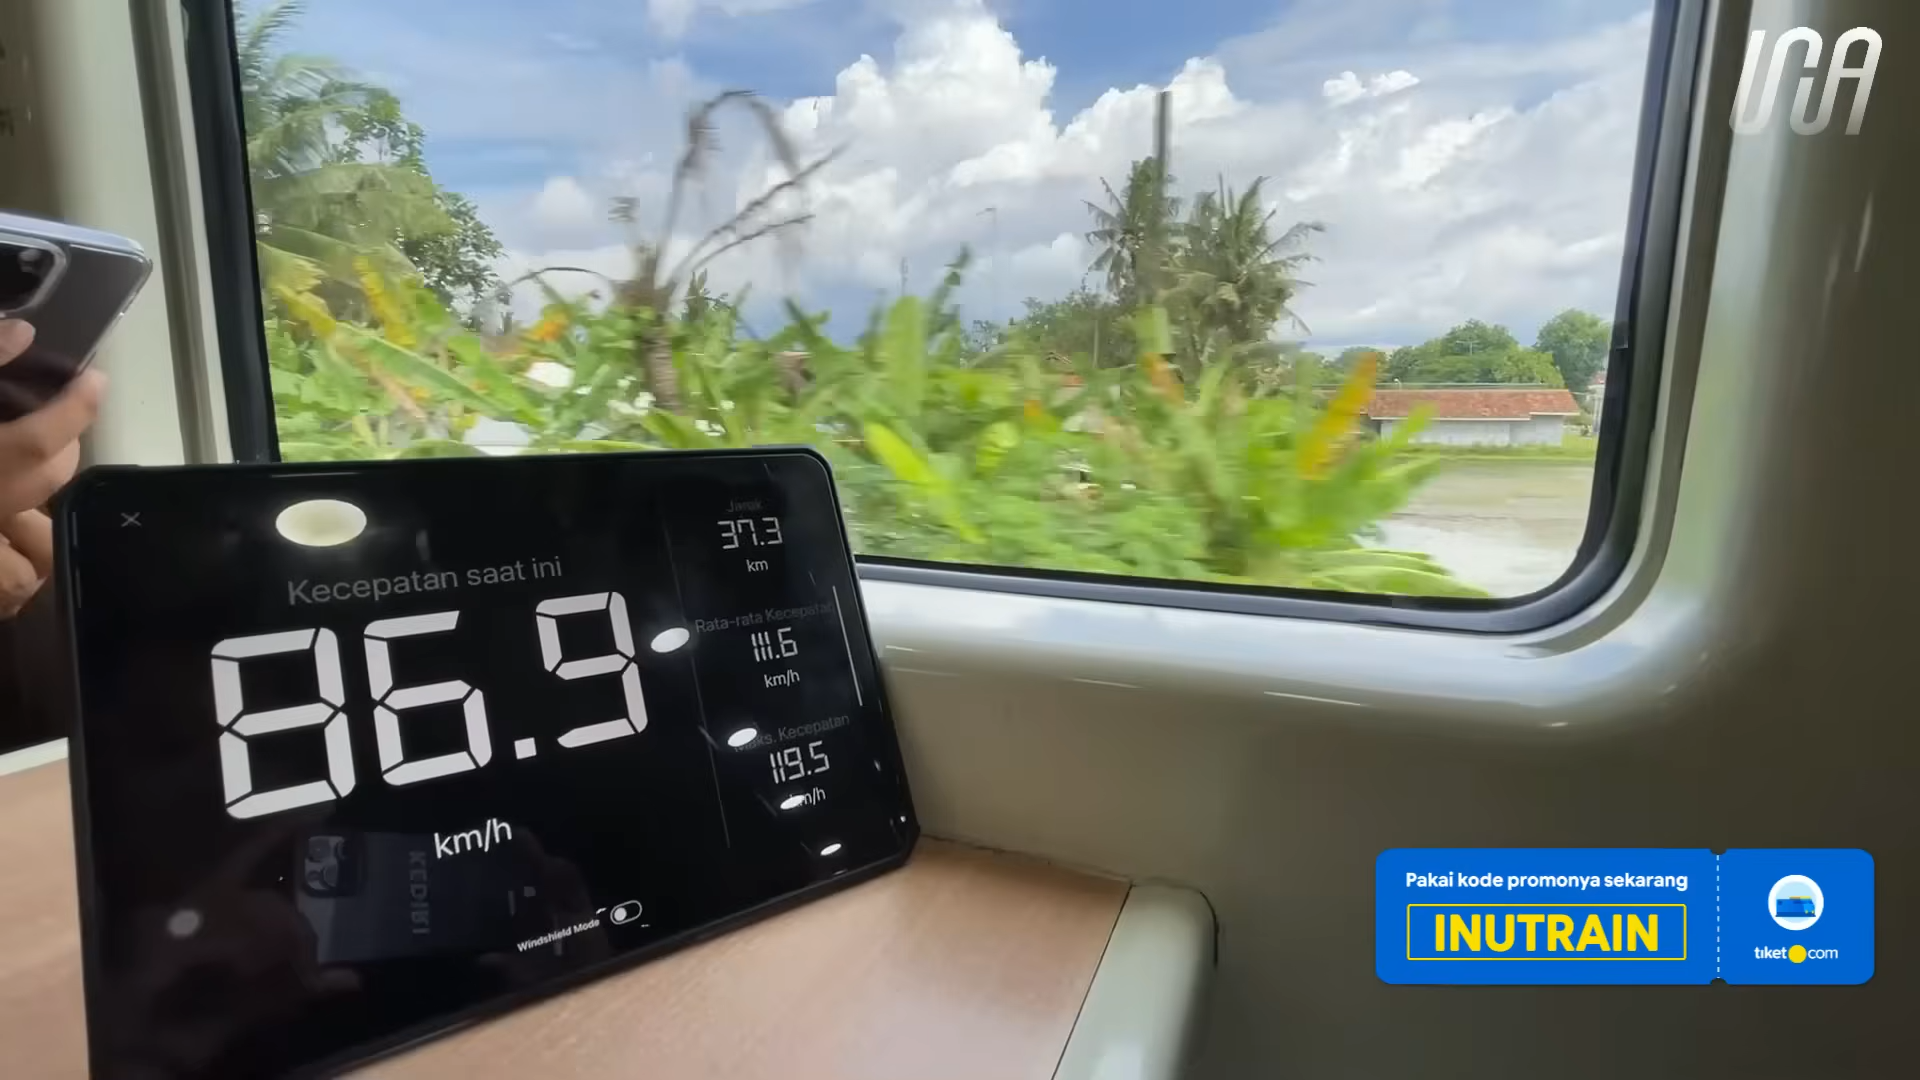 Kecepatan saat ini
86.9
km/h
Jarak
37.3
km
Rata-rata Kecepatan
111.6
km/h
Maks. Kecepatan
119.5
km/h
Windshield Mode
KEDIRI
Pakai kode promonya sekarang
INUTRAIN
tiket.com